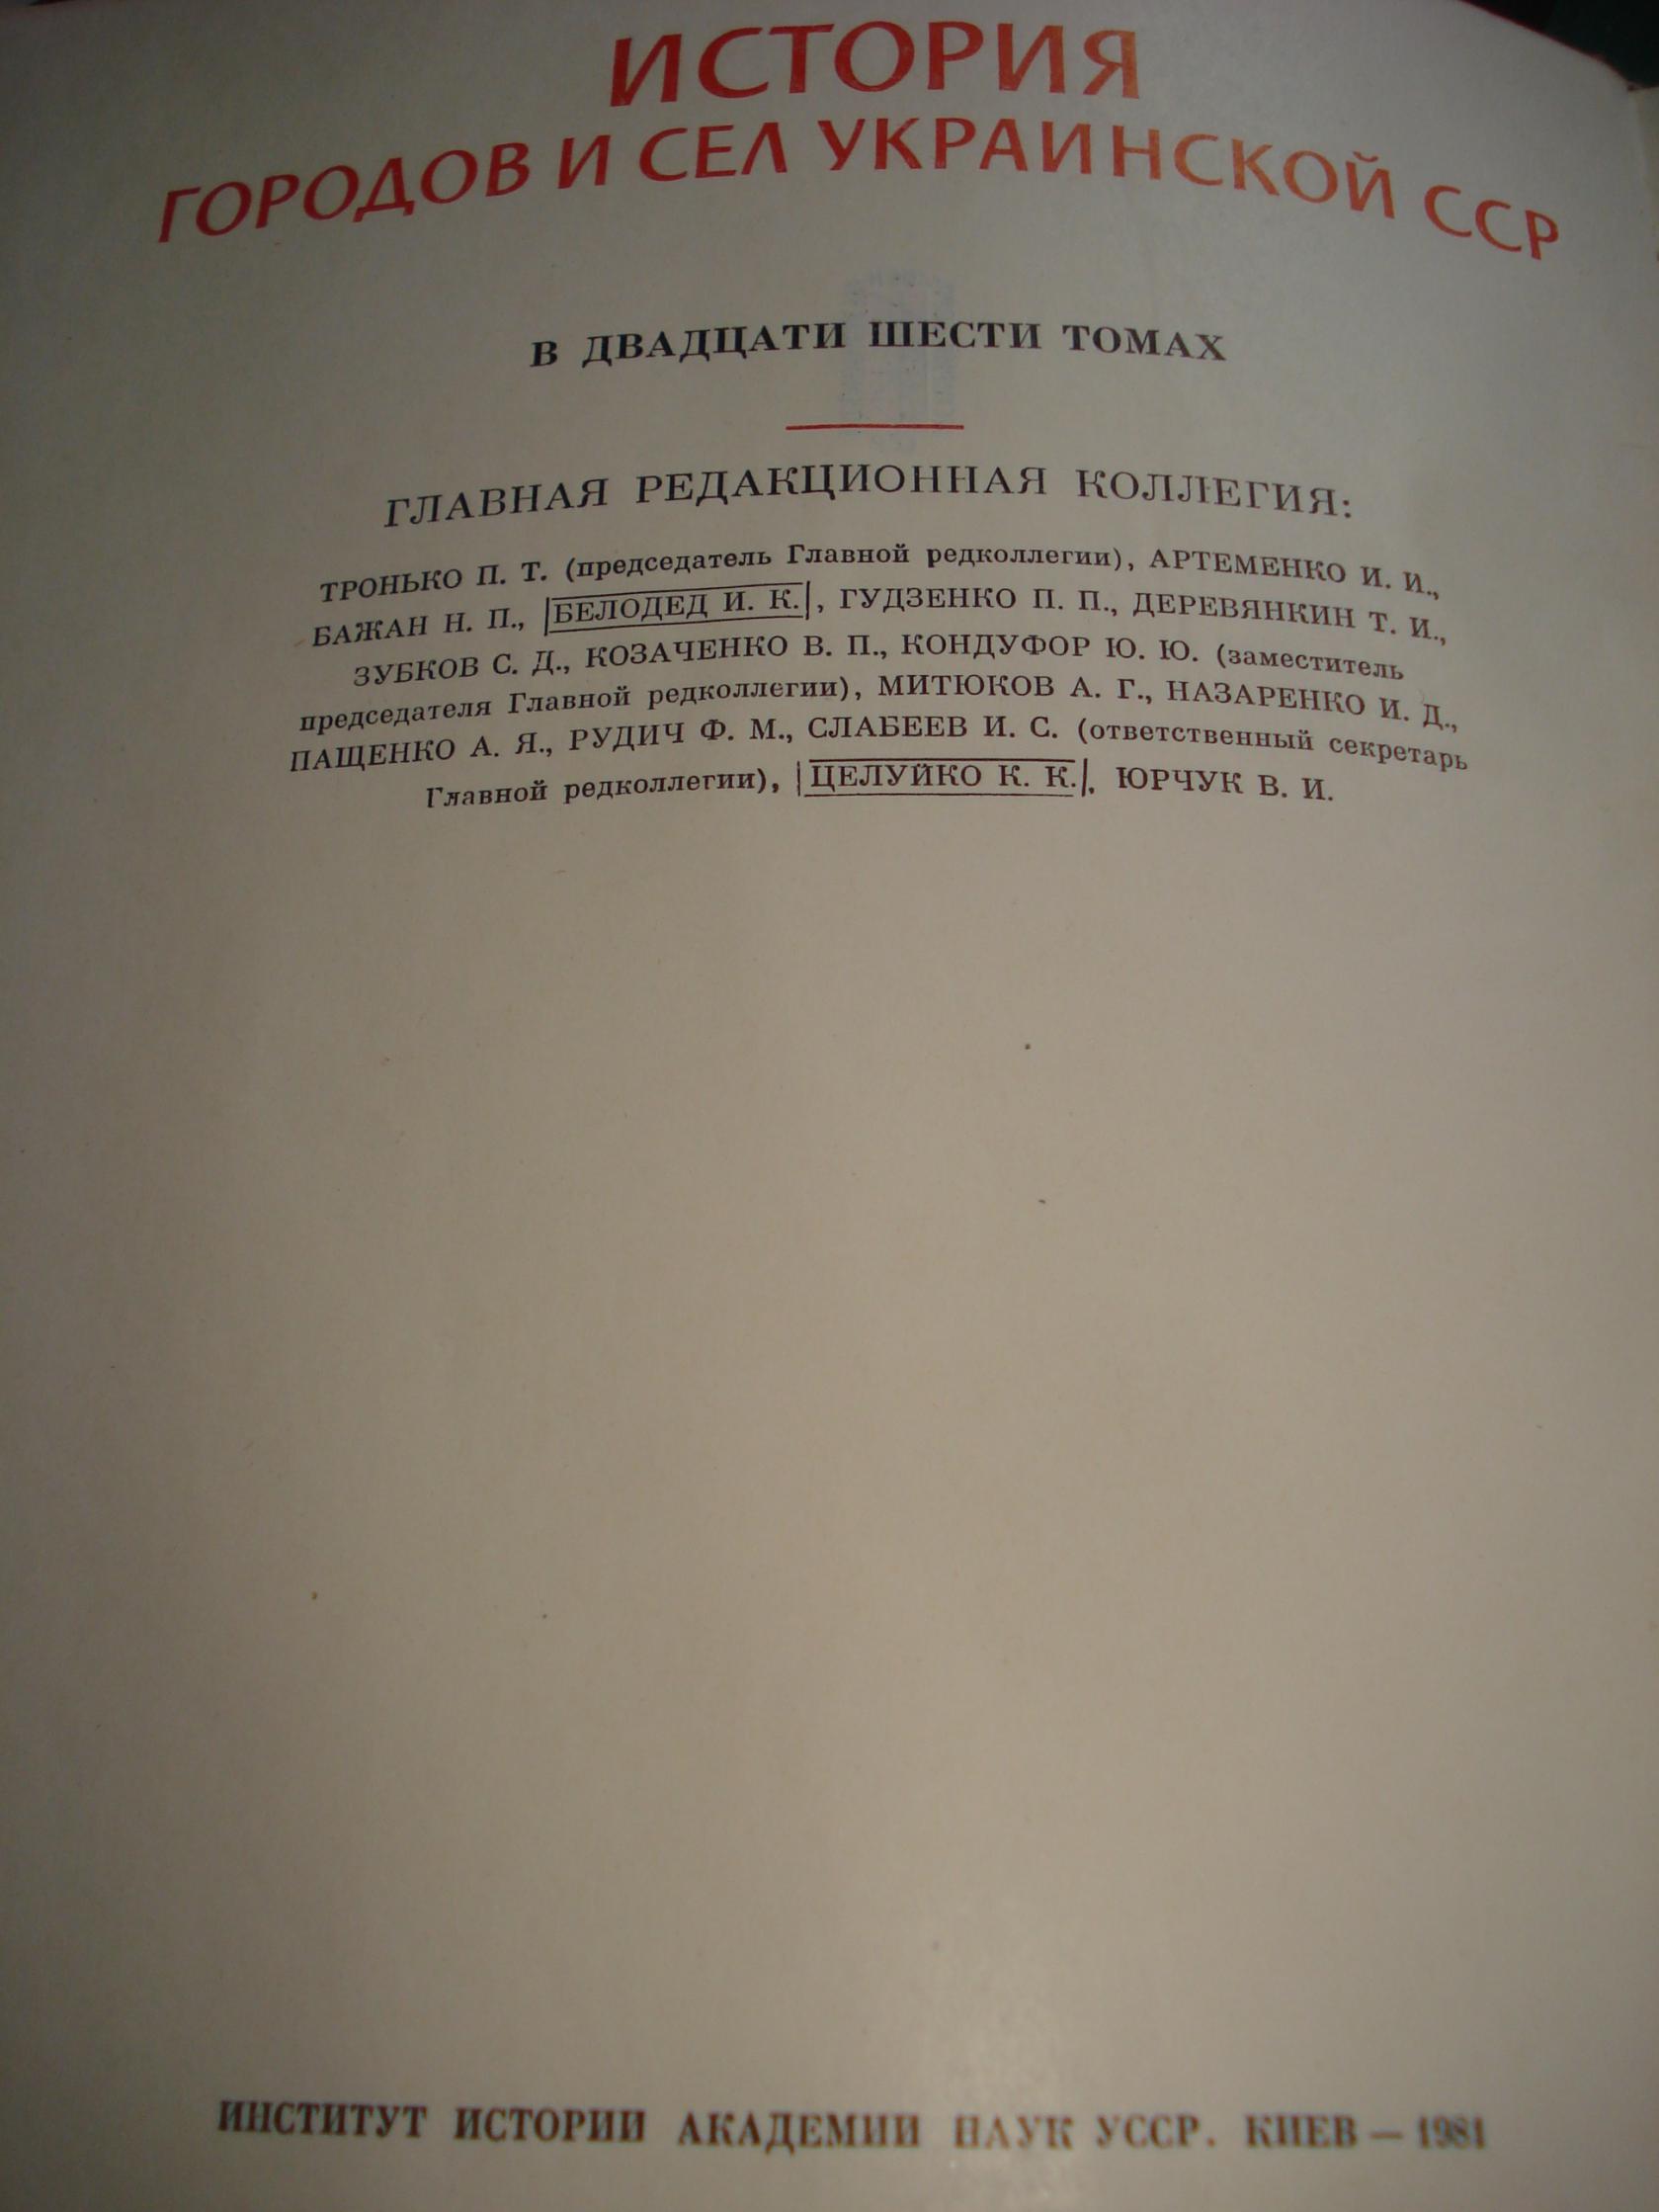 ИСТОРИЯ
ГОРОДОВ И СЕЛ УКРАИНСКОЙ ССР
В ДВАДЦАТИ ШЕСТИ ТОМАХ
ГЛАВНАЯ РЕДАКЦИОННАЯ КОЛЛЕГИЯ:
ТРОНЬКО П. Т. (председатель Главной редколлегии), АРТЕМЕНКО И. И.,
БАЖАН Н. П., БЕЛОДЕД И. К., ГУДЗЕНКО П. П., ДЕРЕВЯНКИН Т. И.,
ЗУБКОВ С. Д., КОЗАЧЕНКО В. П., КОНДУФОР Ю. Ю. (заместитель
председателя Главной редколлегии), МИТЮКОВ А. Г., НАЗАРЕНКО И. Д.,
ПАЩЕНКО А. Я., РУДИЧ Ф. М., СЛАБЕЕВ И. С. (ответственный секретарь
Главной редколлегии), ЦЕЛУЙКО К. К., ЮРЧУК В. И.
ИНСТИТУТ ИСТОРИИ АКАДЕМИИ НАУК УССР. КИЕВ — 1981